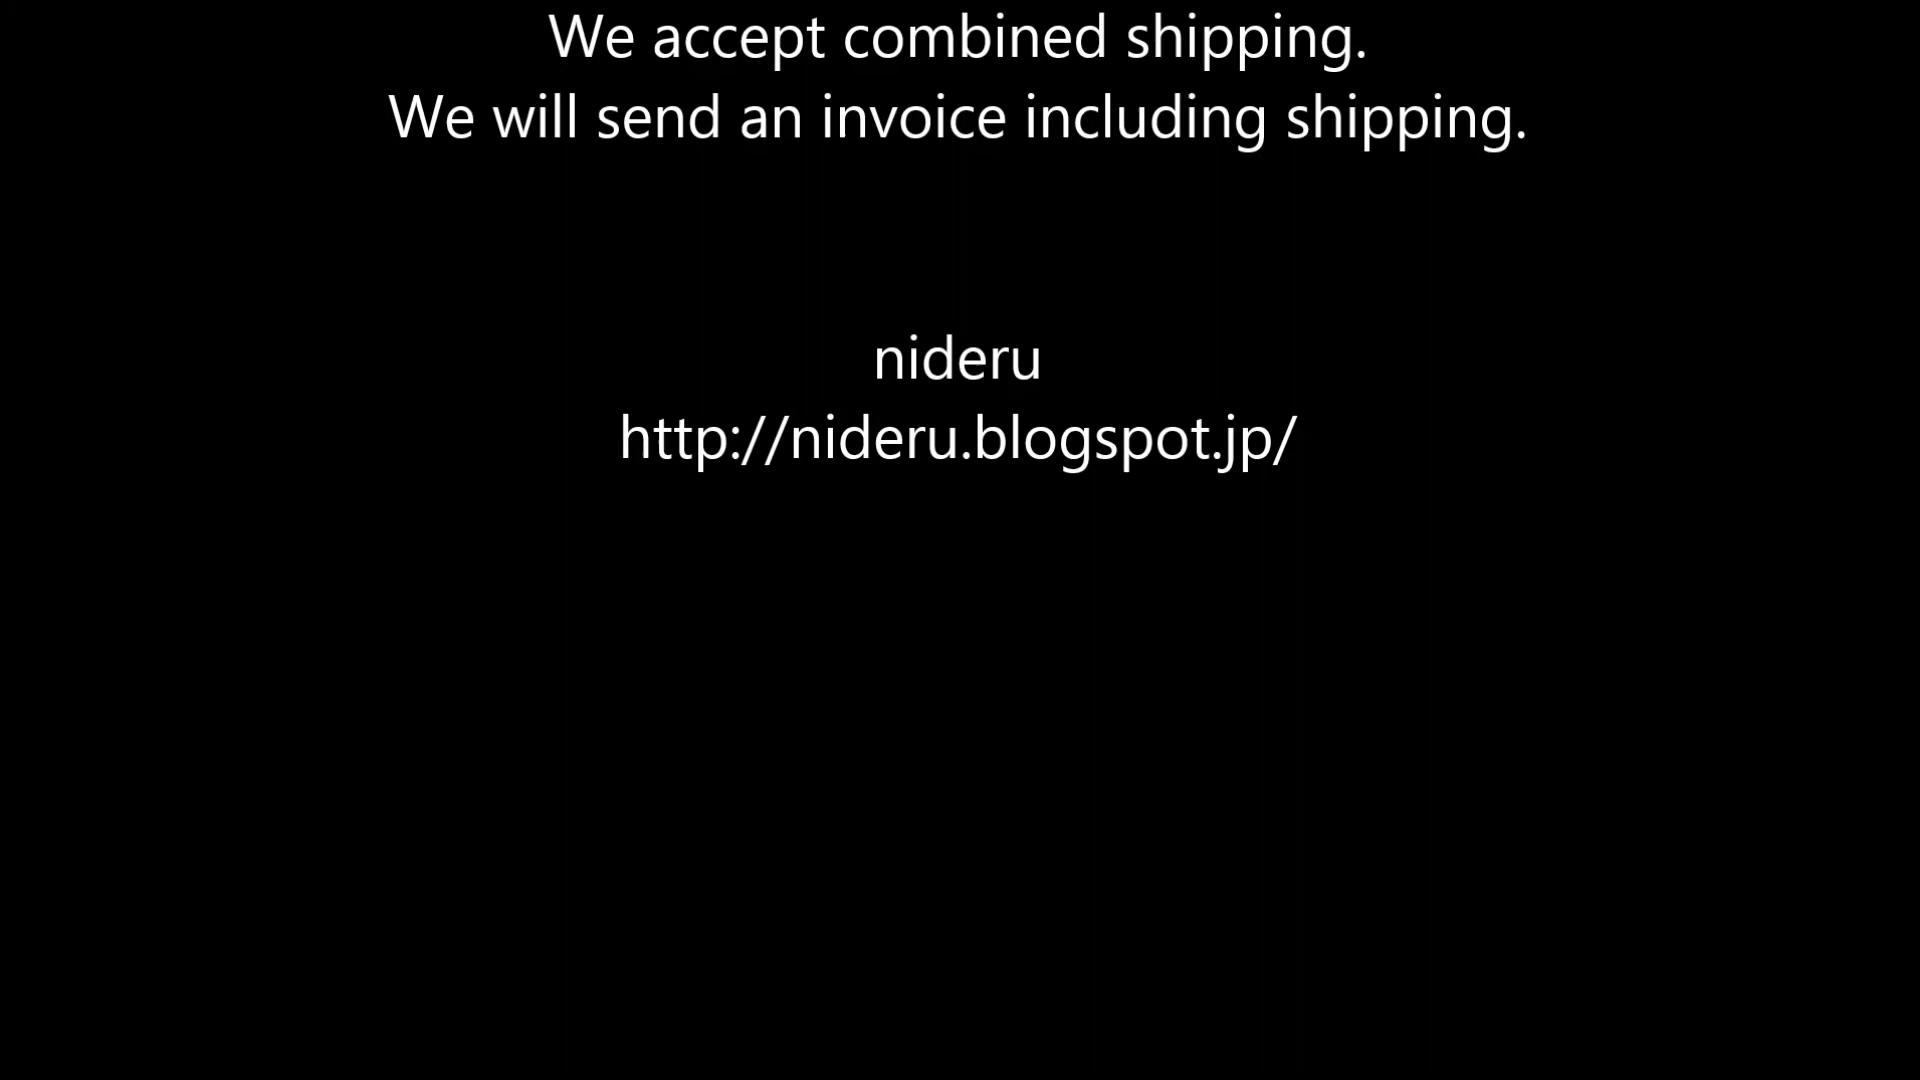 We accept combined shipping.
We will send an invoice including shipping.
nideru
http://nideru.blogspot.jp/